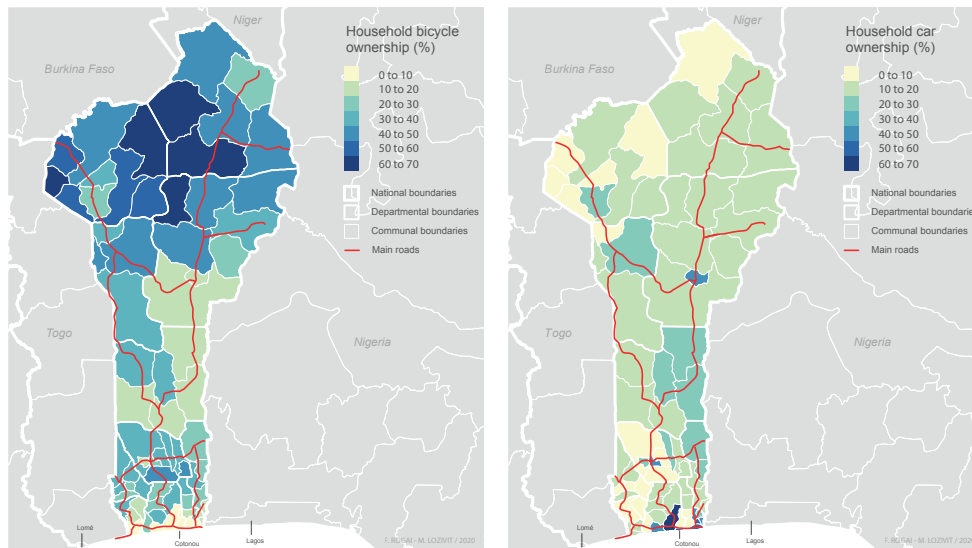 Niger
Household bicycle
ownership (%)
Burkina Faso
0 to 10
10 to 20
20 to 30
30 to 40
40 to 50
50 to 60
60 to 70
National boundaries
Departmental boundaries
Communal boundaries
Main roads
Togo
Nigeria
Lomé
Cotonou
Lagos
F. ROGAI - M. LOZIVIT / 2020
Niger
Household car
ownership (%)
Burkina Faso
0 to 10
10 to 20
20 to 30
30 to 40
40 to 50
50 to 60
60 to 70
National boundaries
Departmental boundaries
Communal boundaries
Main roads
Togo
Nigeria
Lomé
Cotonou
Lagos
F. ROGAI - M. LOZIVIT / 2020